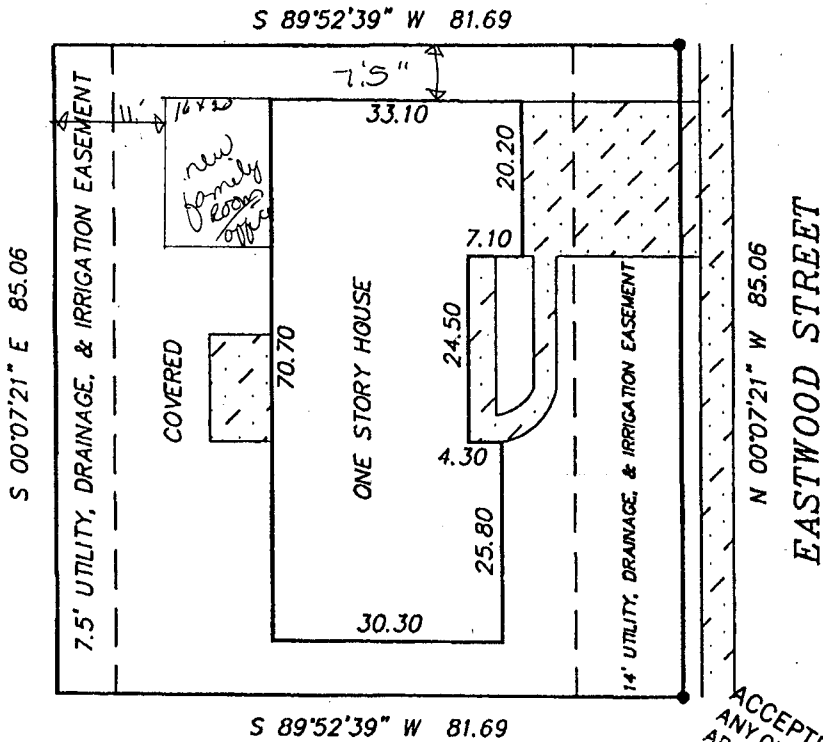 S 89°52'39" W 81.69
7'5"
11'
16 x 20
new
family
room
office
33.10
20.20
7.10
7.5' UTILITY, DRAINAGE, & IRRIGATION EASEMENT
S 00°07'21" E 85.06
COVERED
70.70
ONE STORY HOUSE
24.50
4.30
25.80
30.30
14' UTILITY, DRAINAGE, & IRRIGATION EASEMENT
N 00°07'21" W 85.06
EASTWOOD STREET
S 89°52'39" W 81.69
ANY